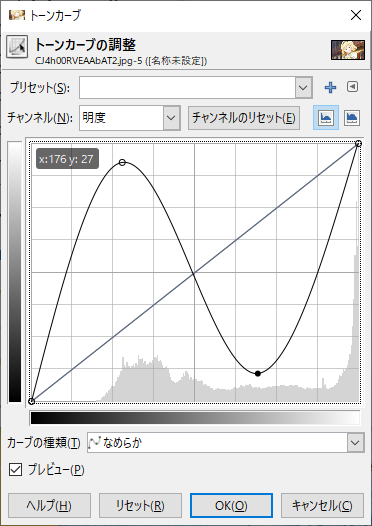 トーンカーブ
トーンカーブの調整
CJ4h00RVEAAbAT2.jpg-5 ([名称未設定])
プリセット(S):
チャンネル(N): 明度 チャンネルのリセット(E)
x:176 y: 27
カーブの種類(T) なめらか
プレビュー(P)
ヘルプ(H) リセット(R) OK(O) キャンセル(C)